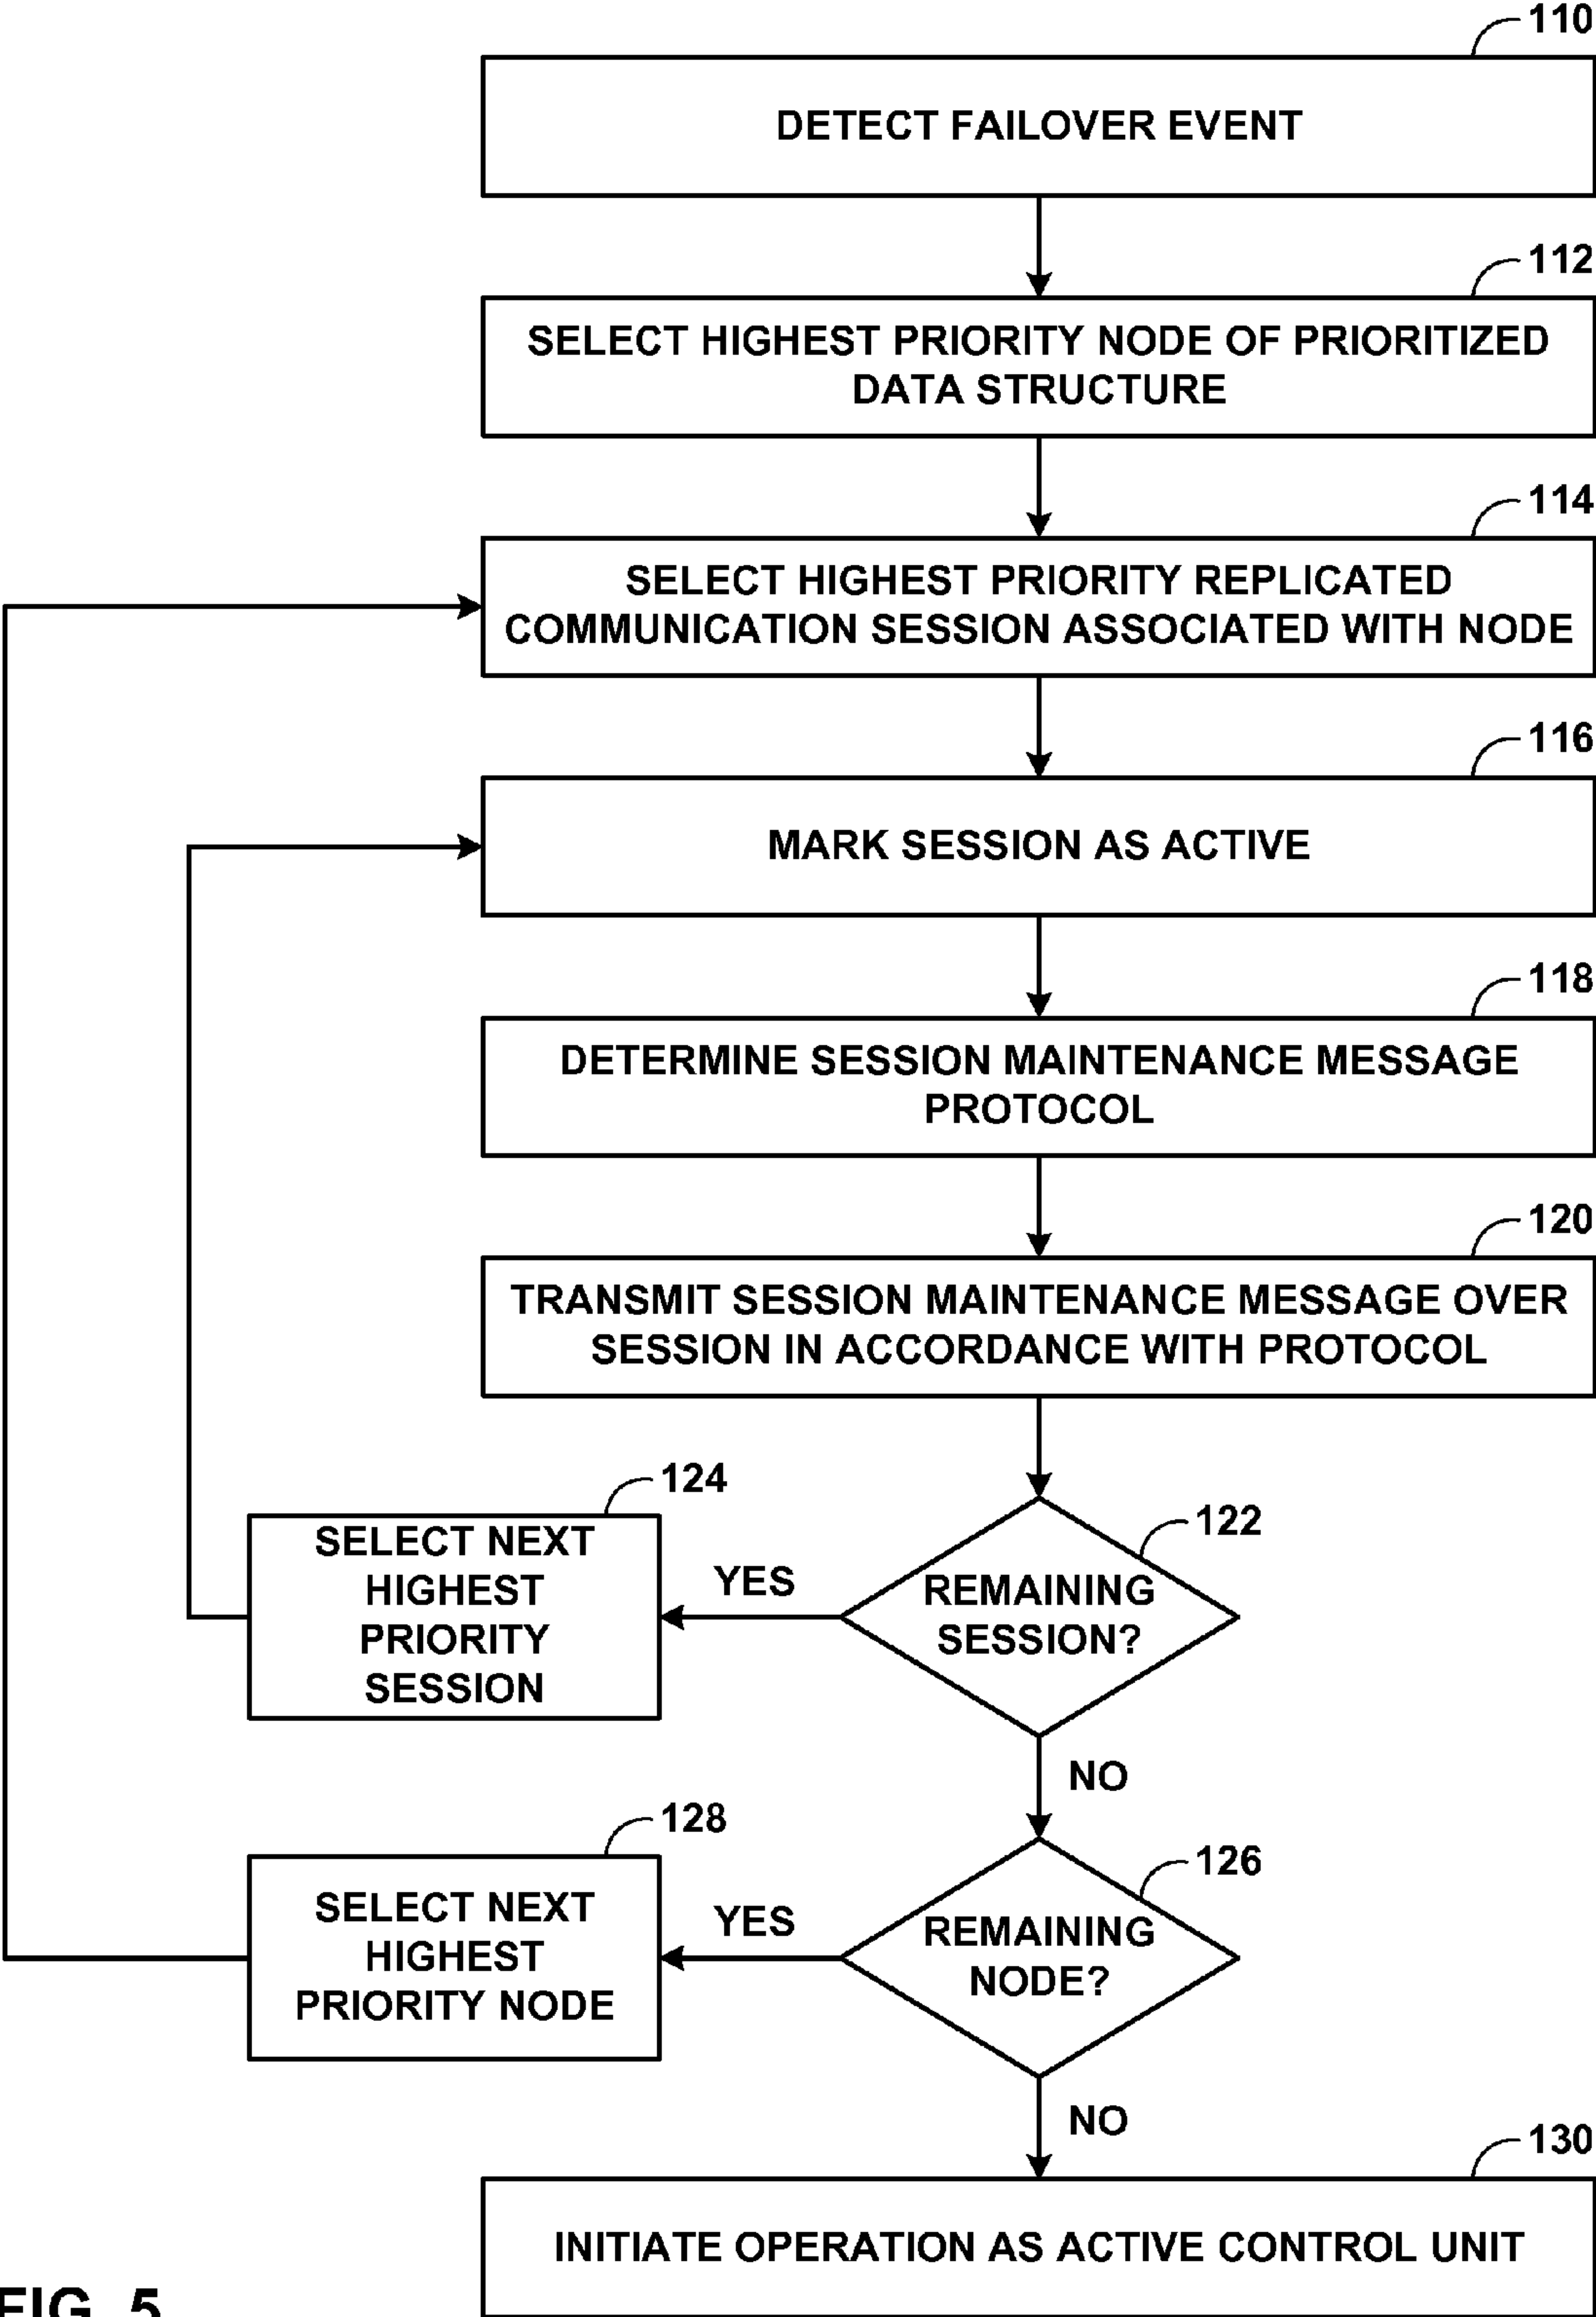 110
DETECT FAILOVER EVENT
112
SELECT HIGHEST PRIORITY NODE OF PRIORITIZED
DATA STRUCTURE
114
SELECT HIGHEST PRIORITY REPLICATED
COMMUNICATION SESSION ASSOCIATED WITH NODE
116
MARK SESSION AS ACTIVE
118
DETERMINE SESSION MAINTENANCE MESSAGE
PROTOCOL
120
TRANSMIT SESSION MAINTENANCE MESSAGE OVER
SESSION IN ACCORDANCE WITH PROTOCOL
124
SELECT NEXT
HIGHEST
PRIORITY
SESSION
YES
122
REMAINING
SESSION?
NO
128
SELECT NEXT
HIGHEST
PRIORITY NODE
YES
126
REMAINING
NODE?
NO
130
INITIATE OPERATION AS ACTIVE CONTROL UNIT
FIG. 5